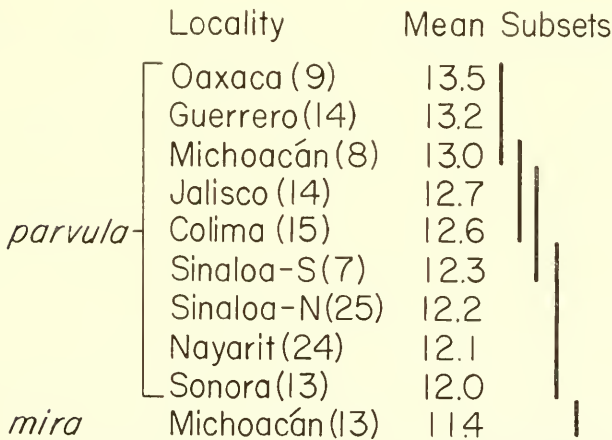 Locality Mean Subsets
Oaxaca (9) 13.5
Guerrero (14) 13.2
Michoacán (8) 13.0
Jalisco (14) 12.7
parvula Colima (15) 12.6
Sinaloa-S (7) 12.3
Sinaloa-N (25) 12.2
Nayarit (24) 12.1
Sonora (13) 12.0
mira Michoacán (13) 11.4